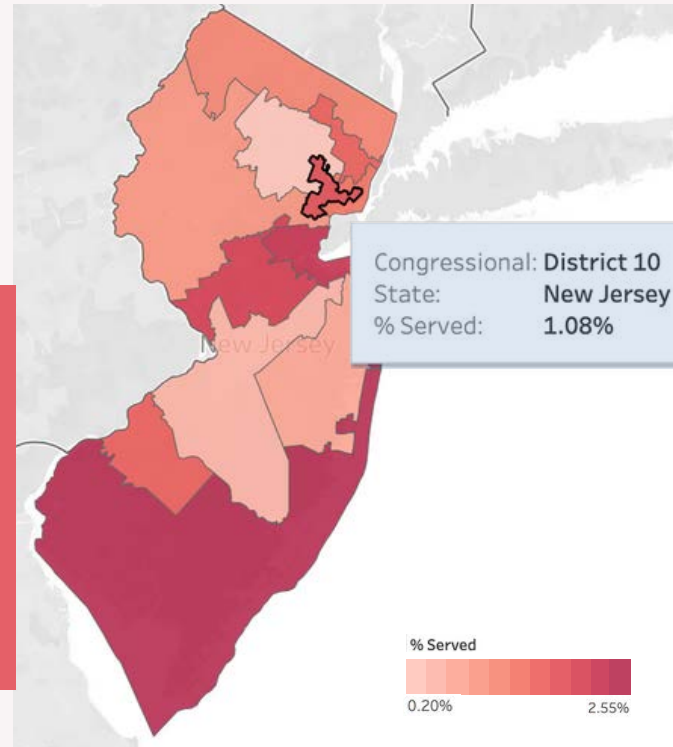 Congressional: District 10
State: New Jersey
% Served: 1.08%
New Jersey
% Served
0.20% 2.55%